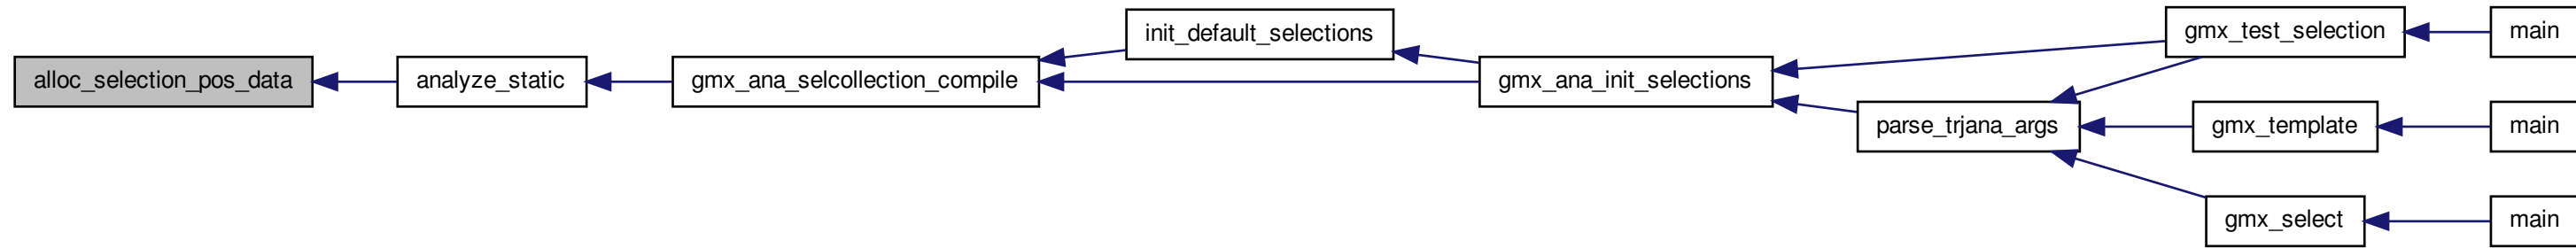 alloc_selection_pos_data
analyze_static
gmx_ana_selcollection_compile
init_default_selections
gmx_ana_init_selections
gmx_test_selection
main
parse_trjana_args
gmx_template
main
gmx_select
main